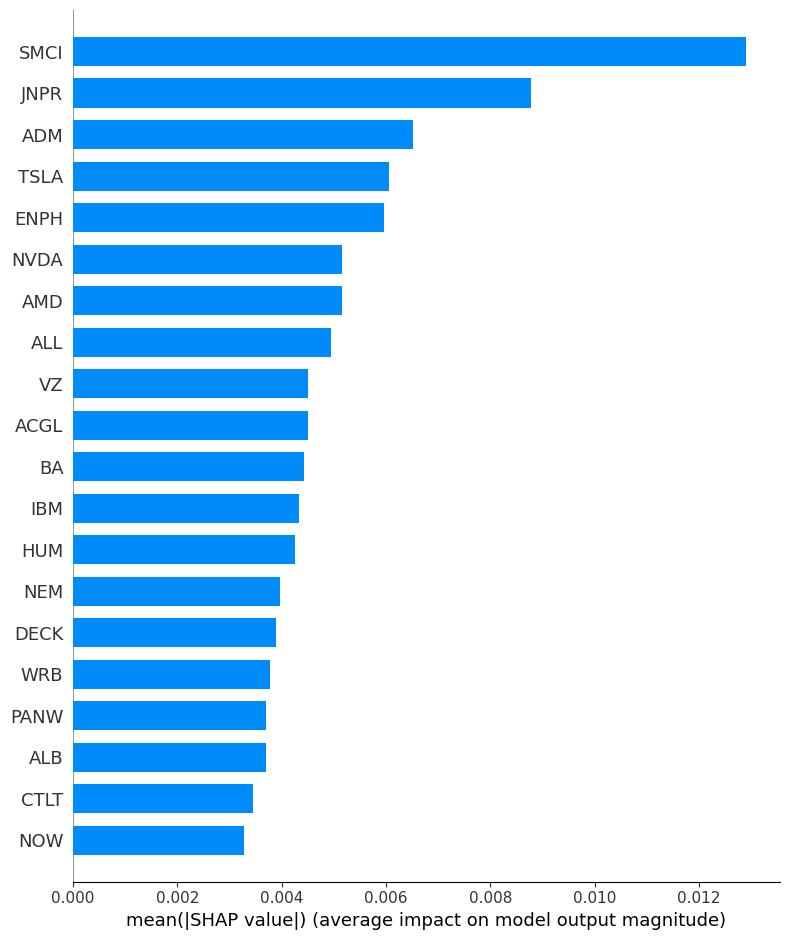 SMCI
JNPR
ADM
TSLA
ENPH
NVDA
AMD
ALL
VZ
ACGL
BA
IBM
HUM
NEM
DECK
WRB
PANW
ALB
CTLT
NOW
0.000 0.002 0.004 0.006 0.008 0.010 0.012
mean(|SHAP value|) (average impact on model output magnitude)